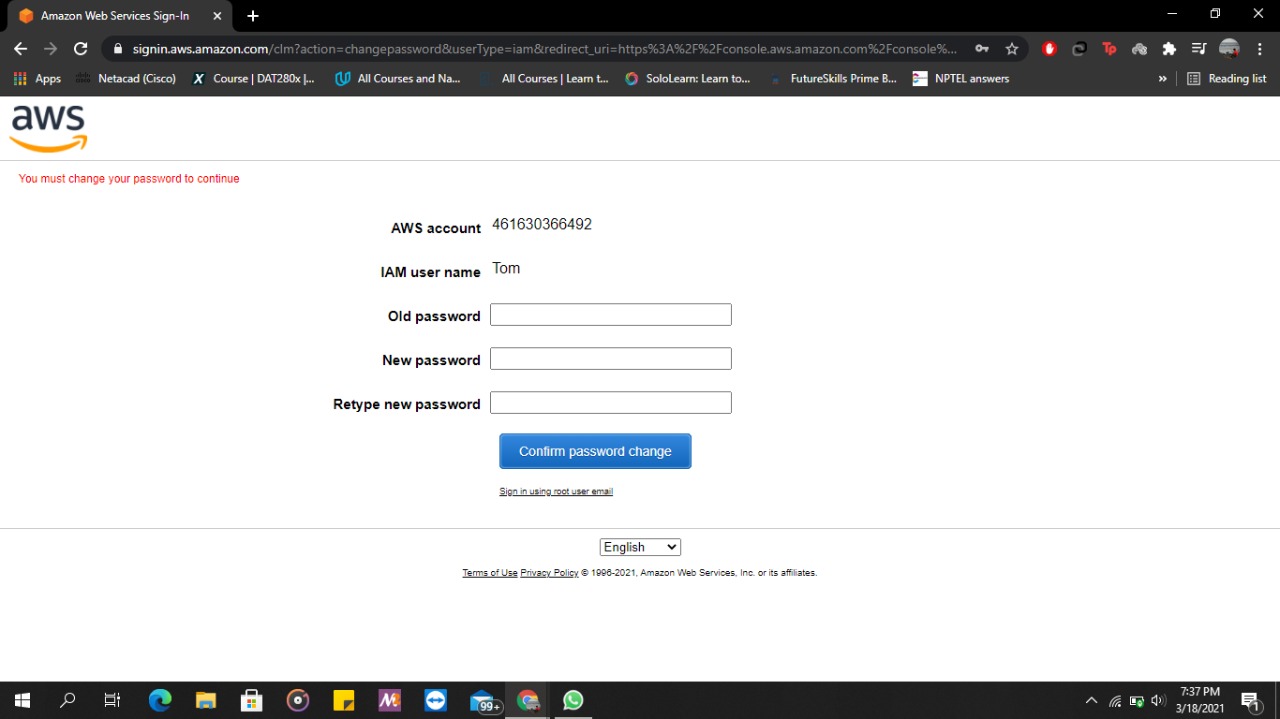 Amazon Web Services Sign-In
signin.aws.amazon.com/clm?action=changepassword&userType=iam&redirect_uri=https%3A%2F%2Fconsole.aws.amazon.com%2Fconsole%...
Apps Netacad (Cisco) Course | DAT280x |... All Courses and Na... All Courses | Learn t... SoloLearn: Learn to... FutureSkills Prime B... NPTEL answers » Reading list
aws
You must change your password to continue
AWS account 461630366492
IAM user name Tom
Old password
New password
Retype new password
Confirm password change
Sign in using root user email
English
Terms of Use Privacy Policy © 1996-2021, Amazon Web Services, Inc. or its affiliates.
99+
7:37 PM
3/18/2021
1